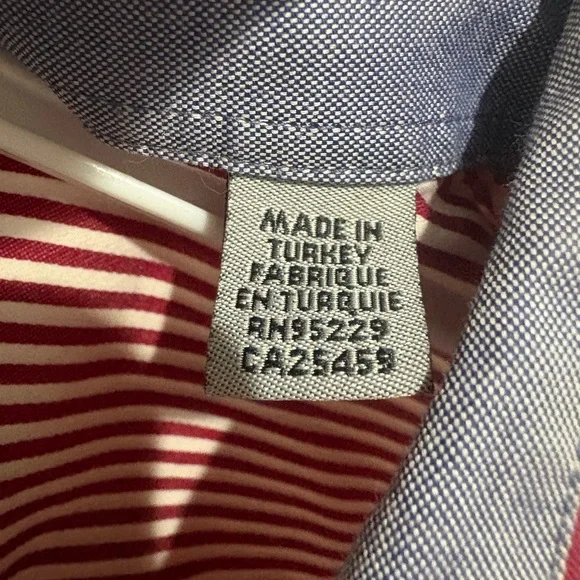 MADE IN
TURKEY
FABRIQUE
EN TURQUIE
RN95229
CA25459